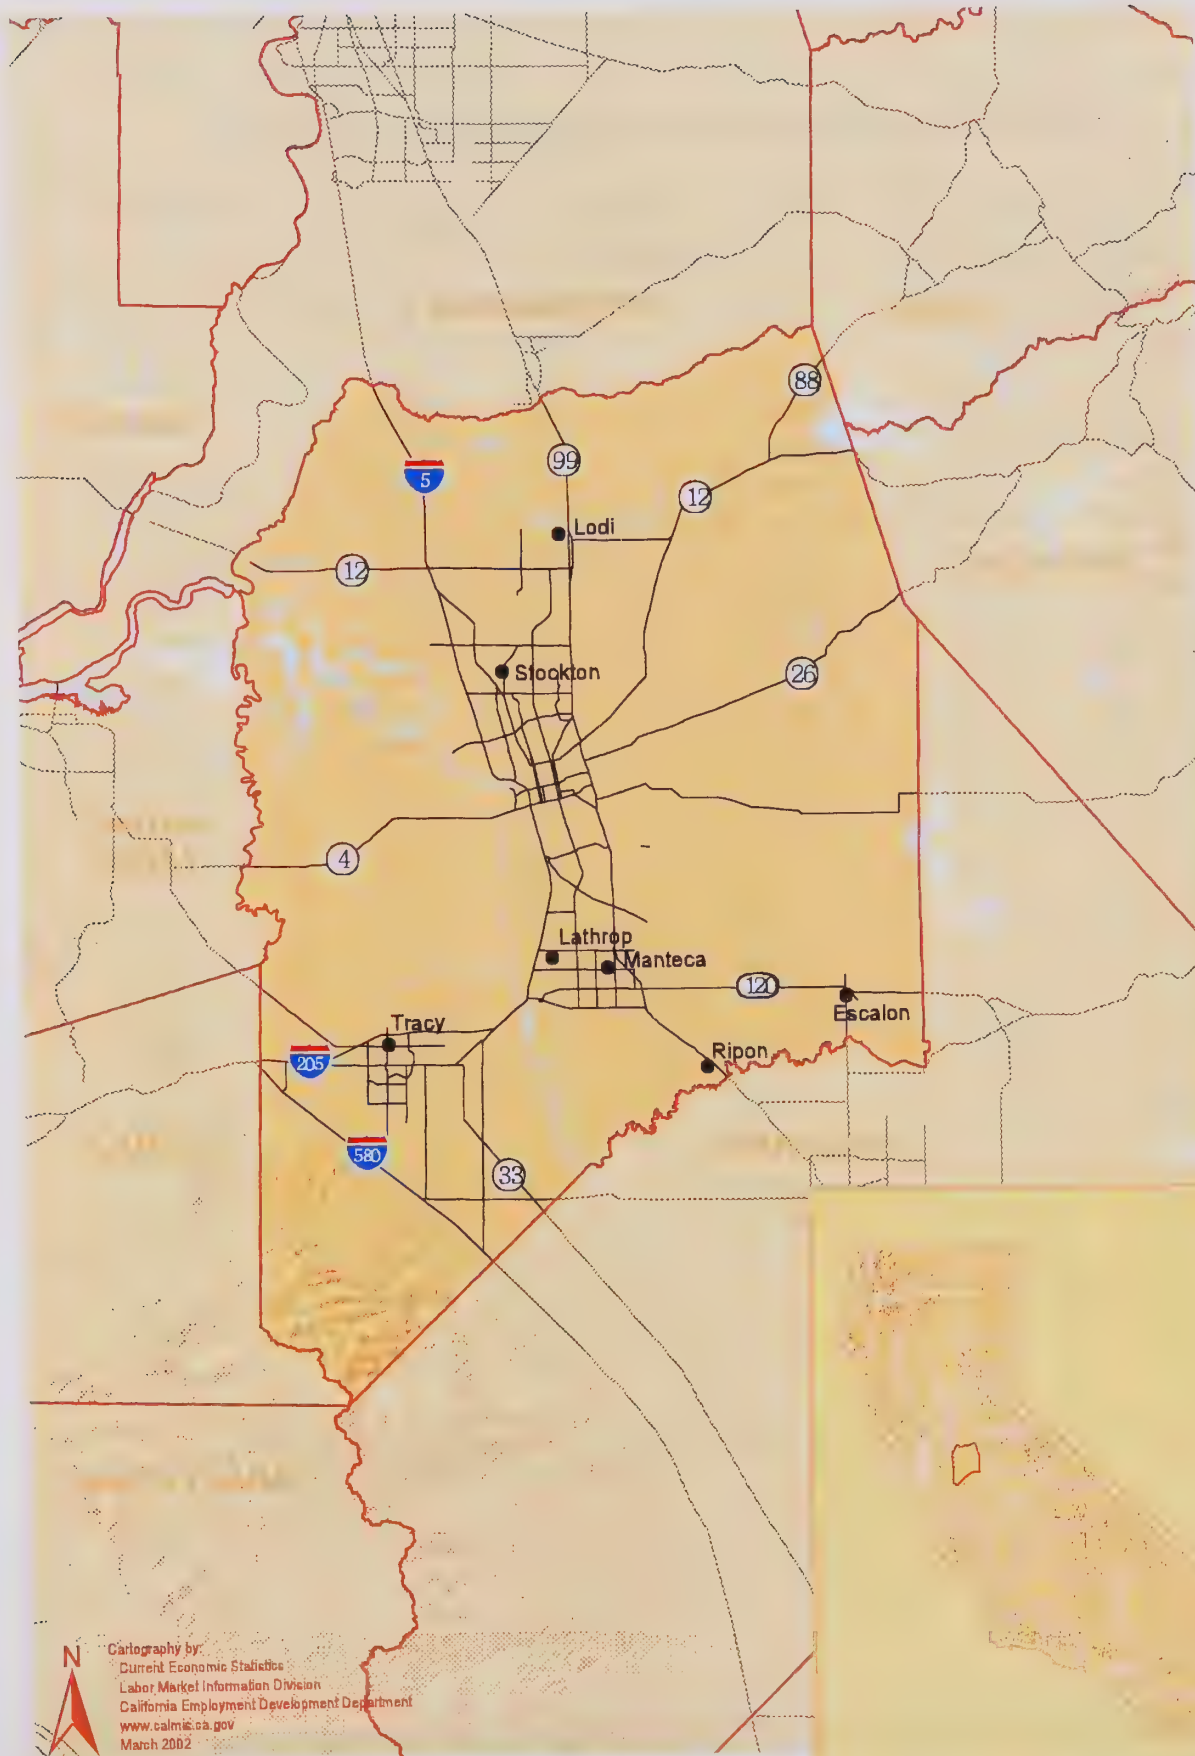 88
99
5
12
Lodi
12
Stockton
26
4
Lathrop
Manteca
120
Escalon
Tracy
Ripon
205
580
33
N
Cartography by:
Current Economic Statistics
Labor Market Information Division
California Employment Development Department
www.calmis.ca.gov
March 2002